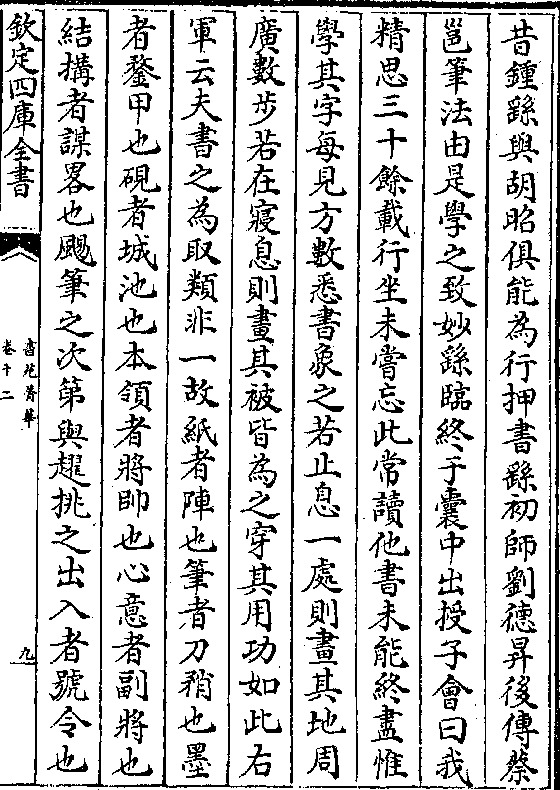 昔鍾繇與胡昭俱能為行押書繇初師劉徳昇後傳蔡
邕筆法由是學之致妙繇臨終于囊中出授子會曰我
精思三十餘載行坐未嘗忘此常讀他書未能終盡惟
學其字每見方數悉書象之若止息一處則畫其地周
廣數步若在寢息則畫其被皆為之穿其用功如此右
軍云夫書之為取類非一故紙者陣也筆者刀矟也墨
者鍪甲也硯者城池也本領者將帥也心意者副將也
結搆者謀畧也颺筆之次第與趯挑之出入者號令也
欽定四庫全書
書苑菁華
卷十二
九